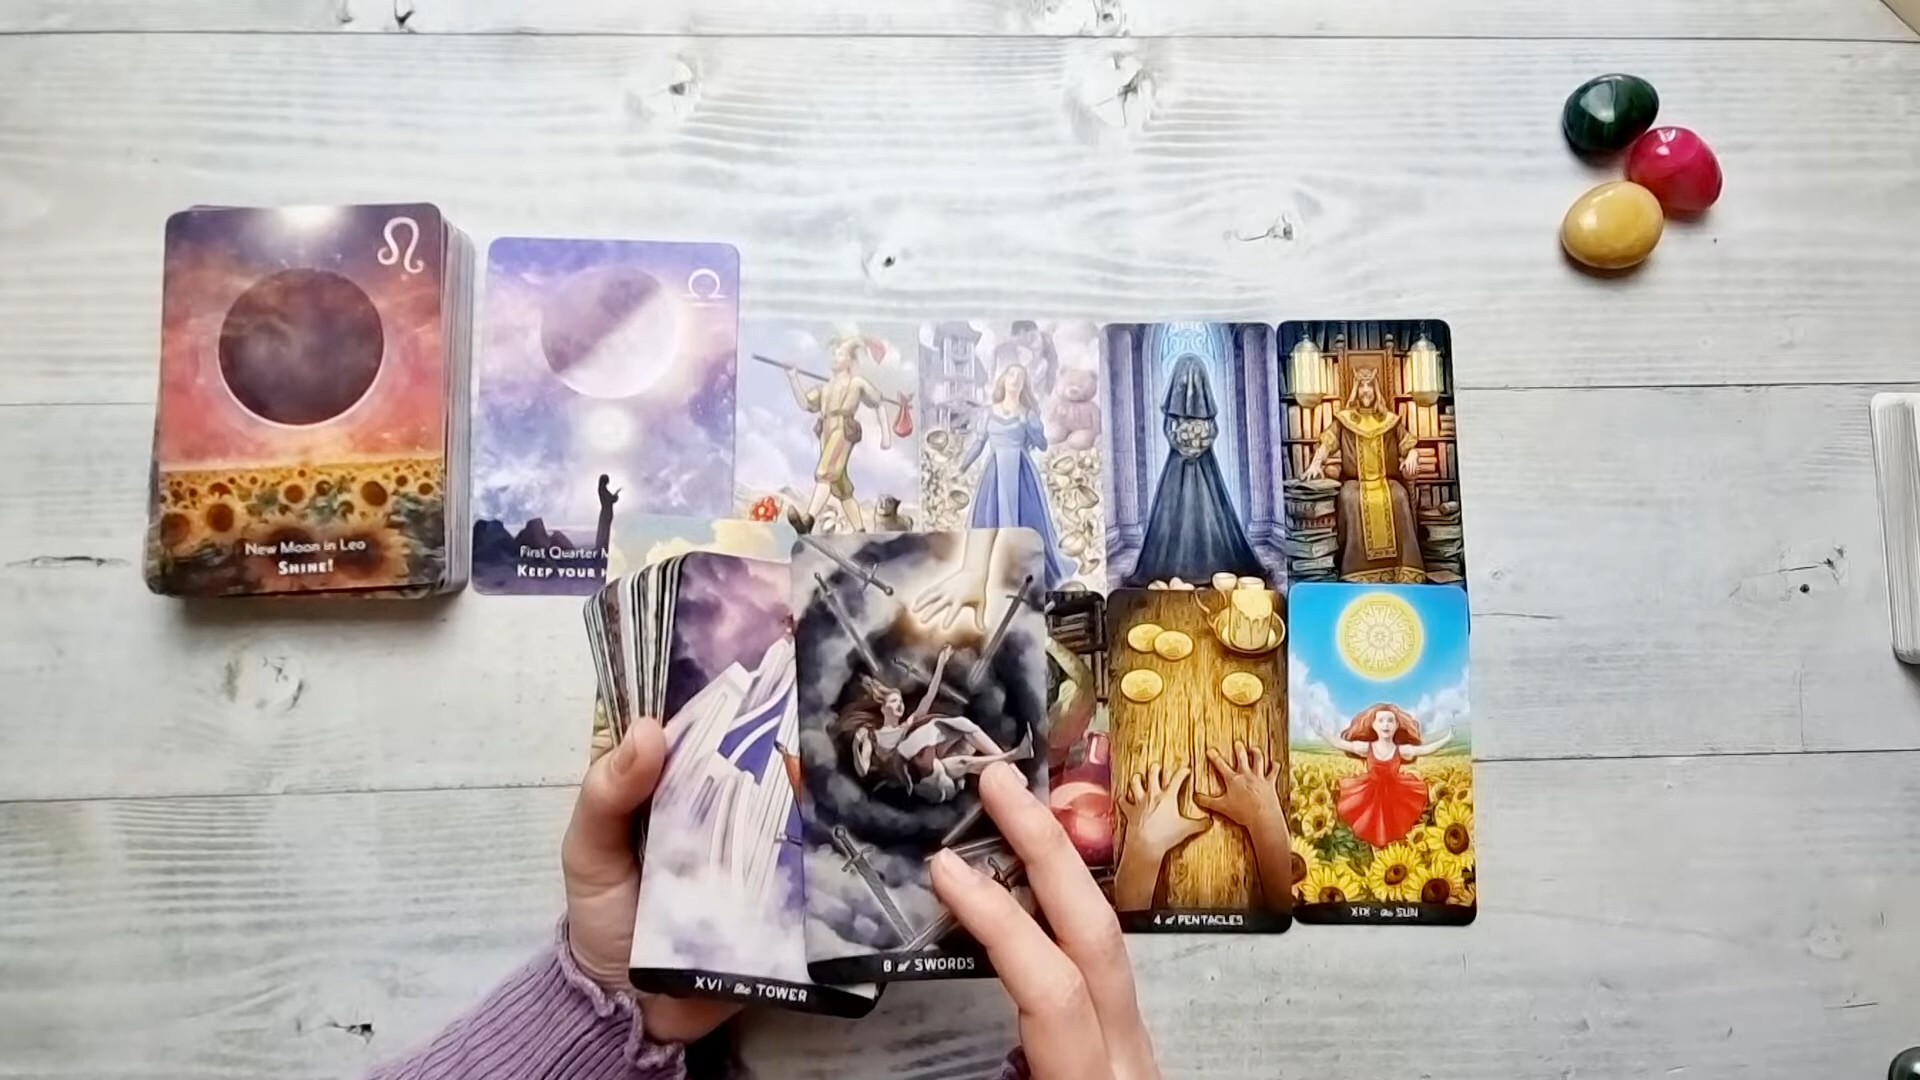 New Moon in Leo
SHINE!
First Quarter M
KEEP YOUR
4 of PENTACLES
XIX · the SUN
8 of SWORDS
XVI · the TOWER